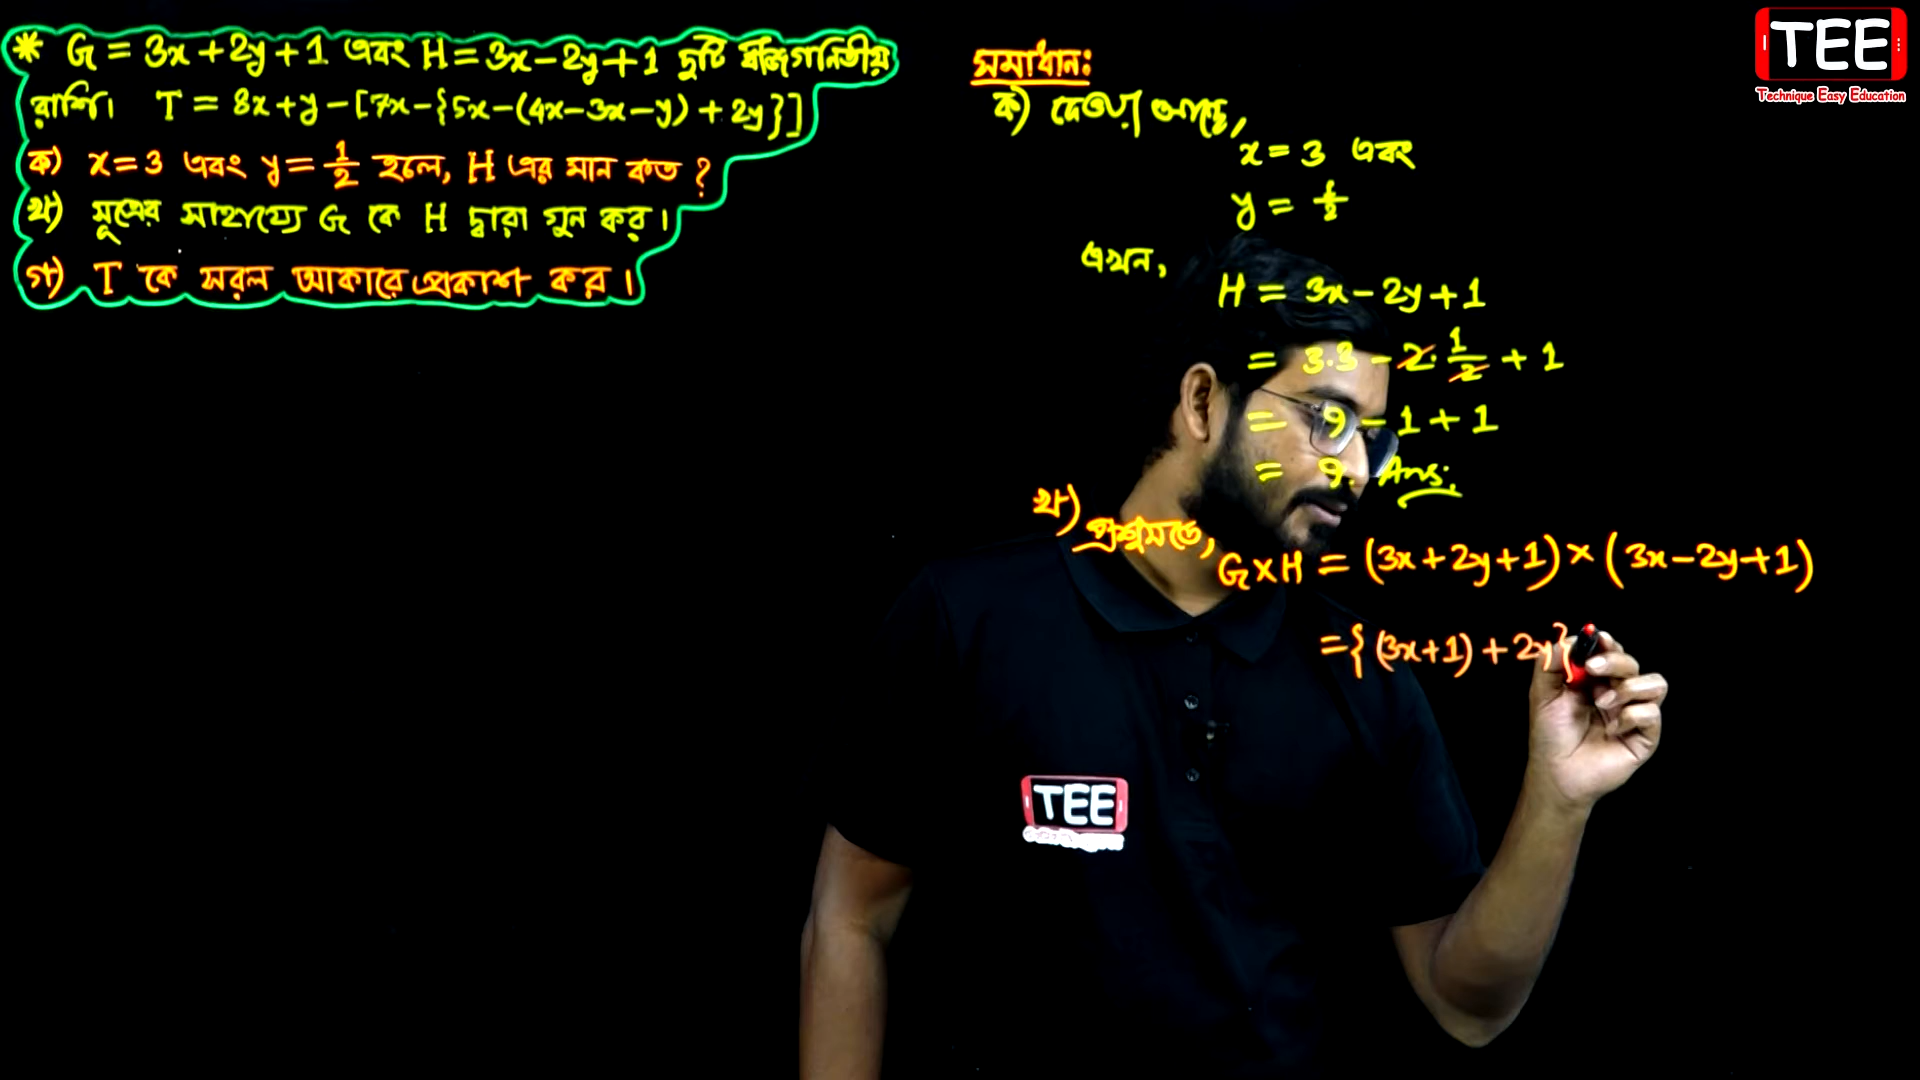 * G = 3x+2y+1 এবং H=3x-2y+1 দুটি বীজগনিতীয়
রাশি। T = 8x+y-[7x-{5x-(4x-3x-y)+2y}]
ক) x=3 এবং y=1/2 হলে, H এর মান কত ?
খ) সূত্রের সাহায্যে G কে H দ্বারা গুন কর।
গ) T কে সরল আকারে প্রকাশ কর।
সমাধান:
ক) দেওয়া আছে,
x = 3 এবং
y = 1/2
এখন,
H = 3x-2y+1
= 3.3-2.1/2+1
= 9-1+1
= 9. Ans:
খ) প্রশ্নমতে,
G×H = (3x+2y+1)×(3x-2y+1)
={(3x+1)+2y}
TEE
Technique Easy Education
TEE